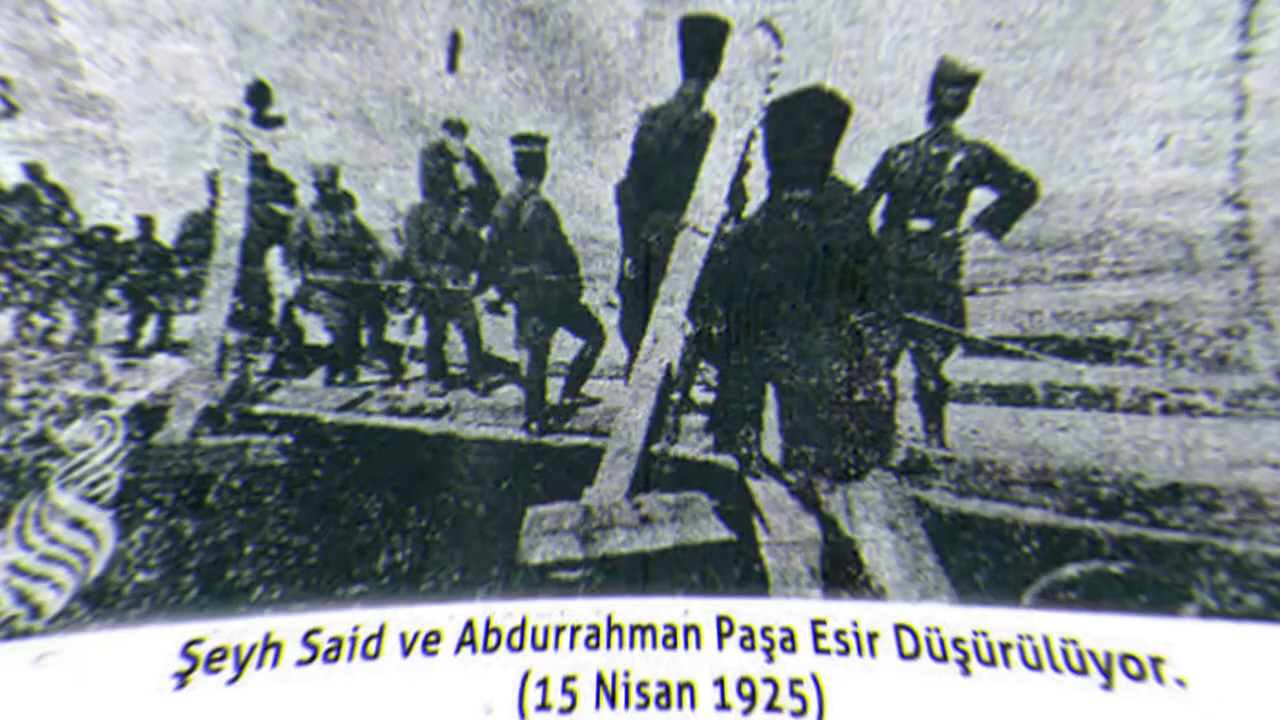 Şeyh Said ve Abdurrahman Paşa Esir Düşürülüyor.
(15 Nisan 1925)